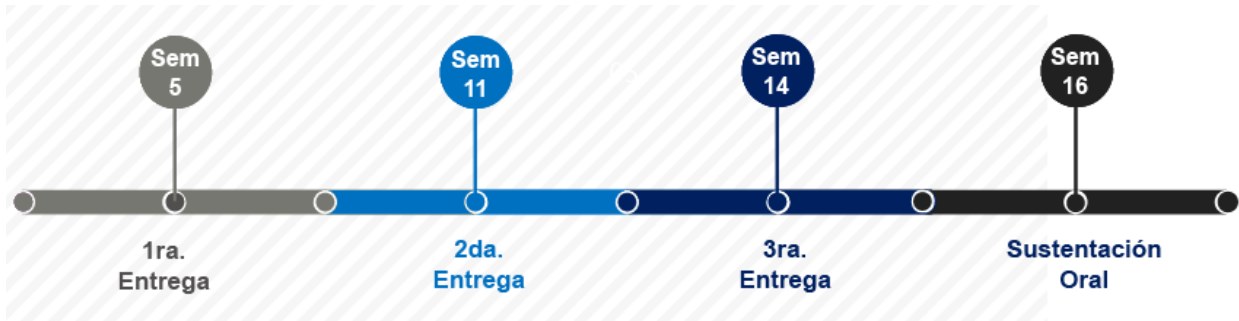 Sem
5
Sem
11
Sem
14
Sem
16
1ra.
Entrega
2da.
Entrega
3ra.
Entrega
Sustentación
Oral